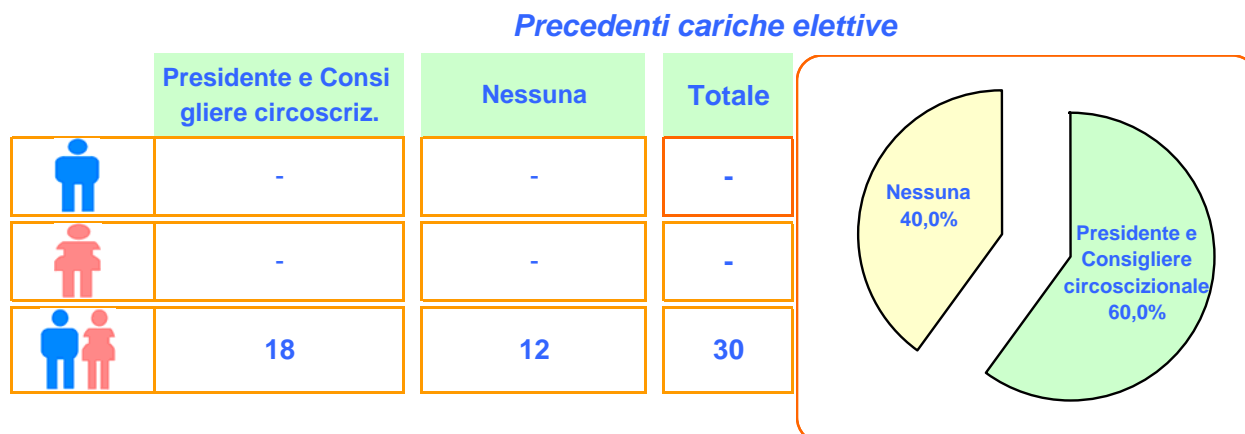 Precedenti cariche elettive
Presidente e Consi
gliere circoscriz.
Nessuna
Totale
- - -
- - -
18 12 30
Nessuna
40,0%
Presidente e
Consigliere
circoscizionale
60,0%